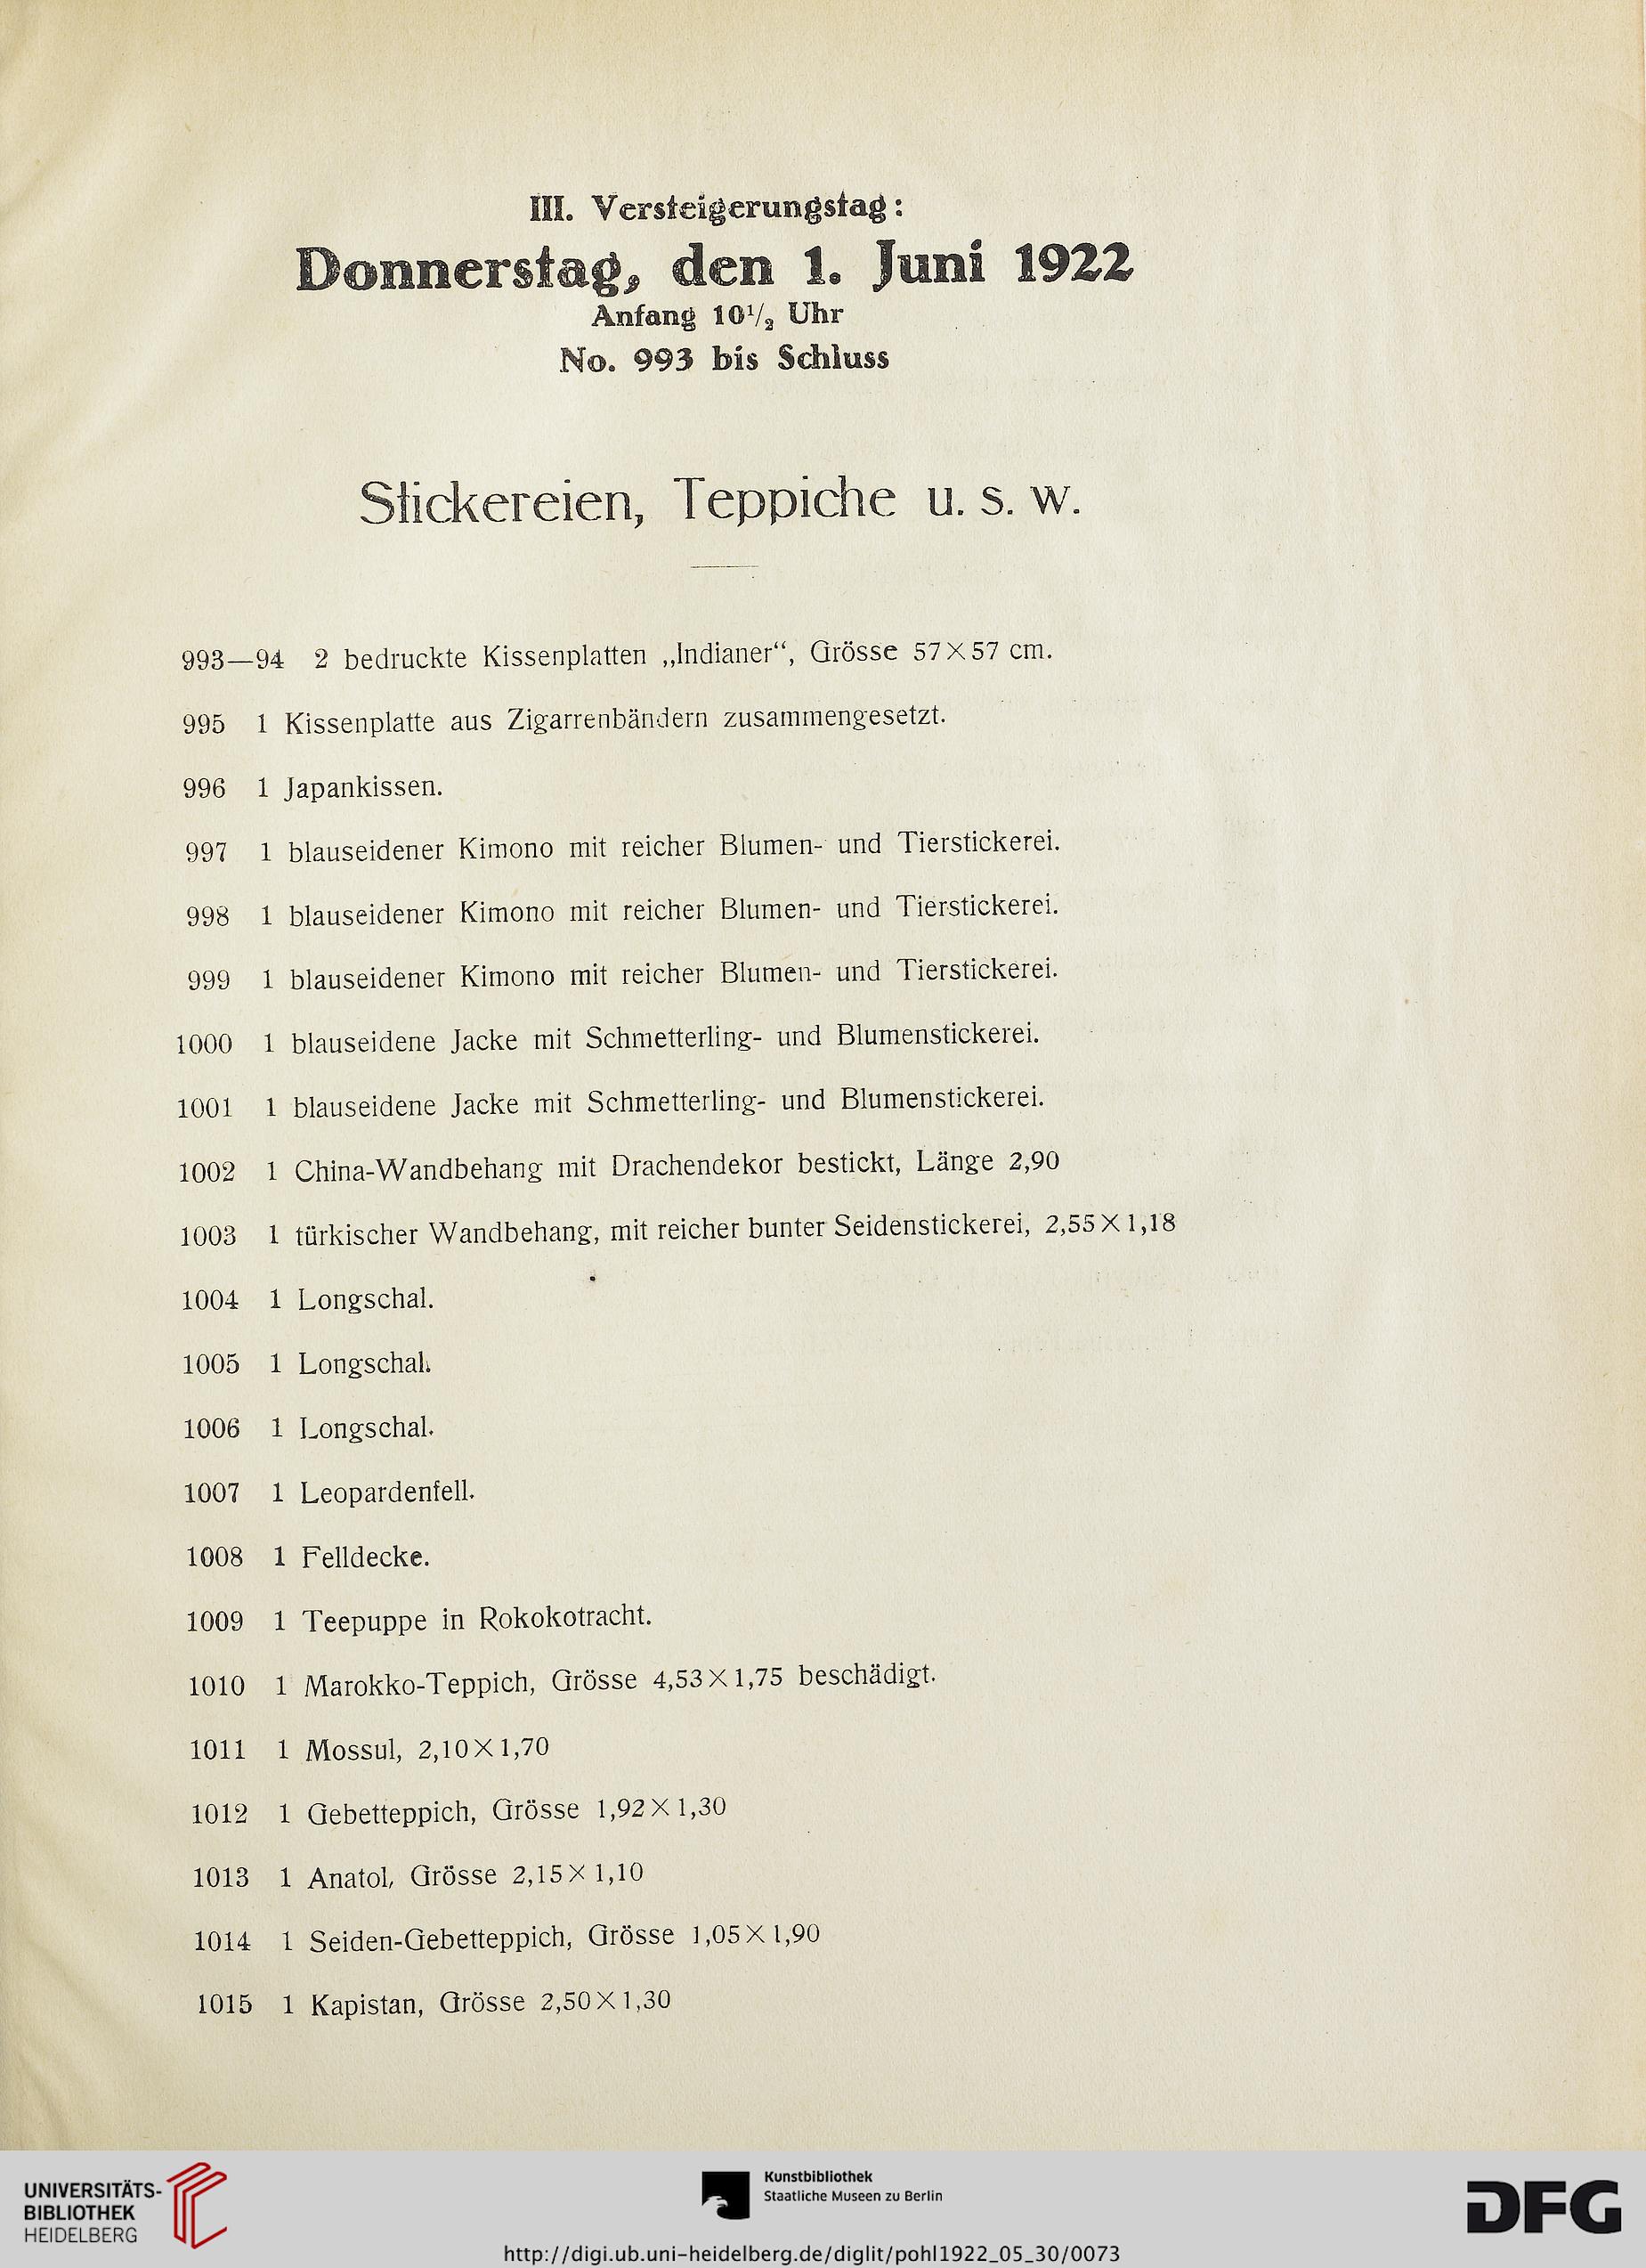 III. Versteigerungstag:
Donnerstag, den 1. Juni 1922
Anfang 10¹/₂ Uhr
No. 993 bis Schluss
Stickereien, Teppiche u. s. w.
993—94 2 bedruckte Kissenplatten „Indianer“, Grösse 57×57 cm.
995 1 Kissenplatte aus Zigarrenbändern zusammengesetzt.
996 1 Japankissen.
997 1 blauseidener Kimono mit reicher Blumen- und Tierstickerei.
998 1 blauseidener Kimono mit reicher Blumen- und Tierstickerei.
999 1 blauseidener Kimono mit reicher Blumen- und Tierstickerei.
1000 1 blauseidene Jacke mit Schmetterling- und Blumenstickerei.
1001 1 blauseidene Jacke mit Schmetterling- und Blumenstickerei.
1002 1 China-Wandbehang mit Drachendekor bestickt, Länge 2,90
1003 1 türkischer Wandbehang, mit reicher bunter Seidenstickerei, 2,55×1,18
1004 1 Longschal.
1005 1 Longschal.
1006 1 Longschal.
1007 1 Leopardenfell.
1008 1 Felldecke.
1009 1 Teepuppe in Rokokotracht.
1010 1 Marokko-Teppich, Grösse 4,53×1,75 beschädigt.
1011 1 Mossul, 2,10×1,70
1012 1 Gebetteppich, Grösse 1,92×1,30
1013 1 Anatol, Grösse 2,15×1,10
1014 1 Seiden-Gebetteppich, Grösse 1,05×1,90
1015 1 Kapistan, Grösse 2,50×1,30
UNIVERSITÄTS-
BIBLIOTHEK
HEIDELBERG
Kunstbibliothek
Staatliche Museen zu Berlin
DFG
http://digi.ub.uni-heidelberg.de/diglit/pohl1922_05_30/0073